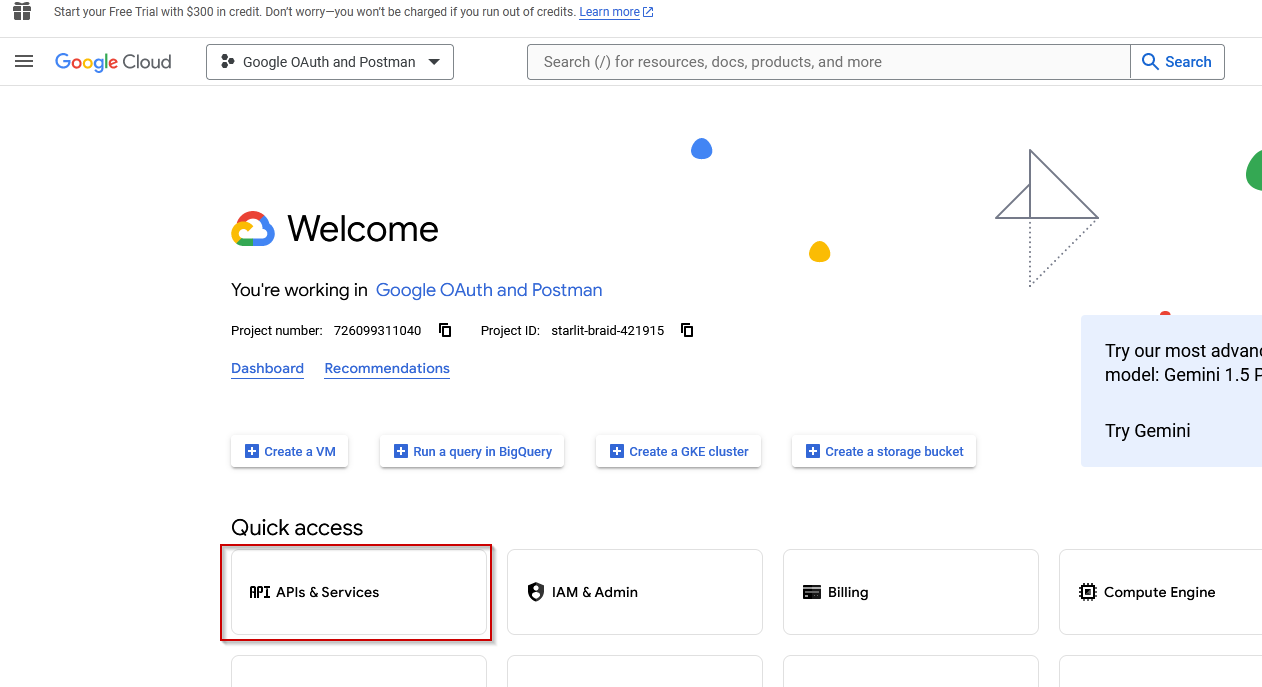 Start your Free Trial with $300 in credit. Don't worry—you won't be charged if you run out of credits. Learn more
Google Cloud
Google OAuth and Postman
Search (/) for resources, docs, products, and more
Search
Welcome
You're working in Google OAuth and Postman
Project number: 726099311040 Project ID: starlit-braid-421915
Dashboard Recommendations
Try our most advanc
model: Gemini 1.5 P
Try Gemini
Create a VM
Run a query in BigQuery
Create a GKE cluster
Create a storage bucket
Quick access
API APIs & Services
IAM & Admin
Billing
Compute Engine